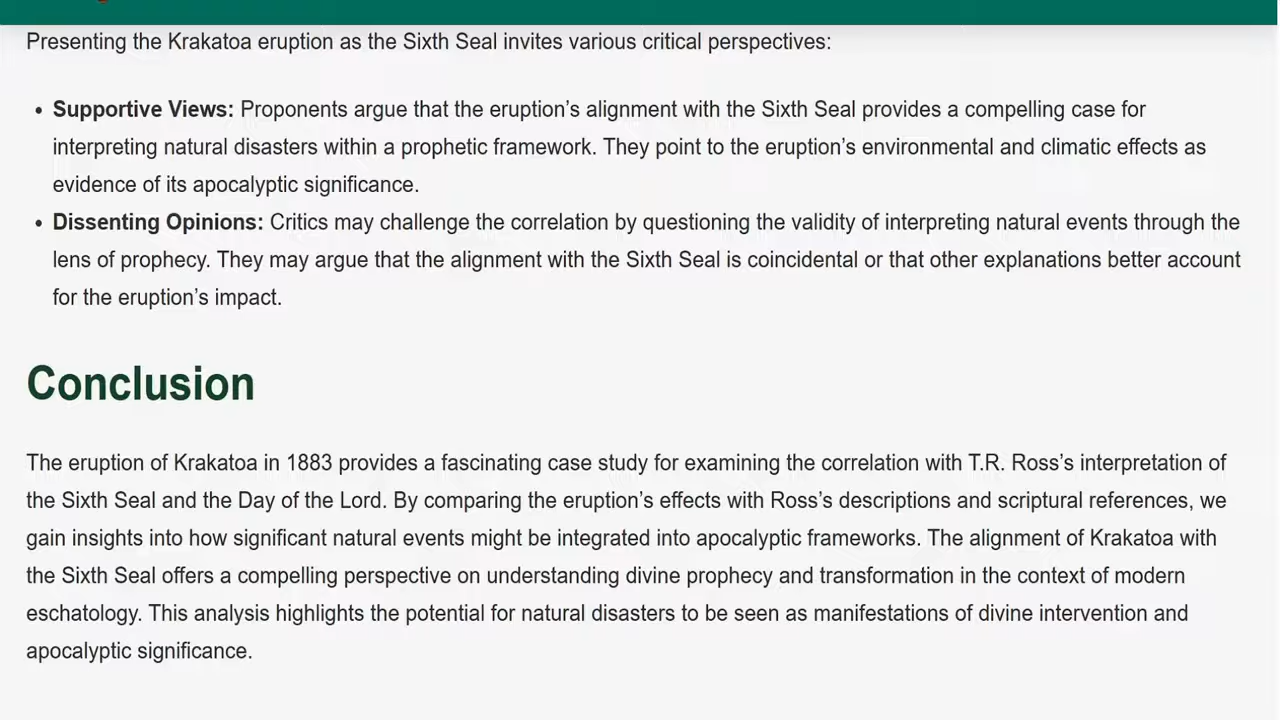 Presenting the Krakatoa eruption as the Sixth Seal invites various critical perspectives:
• Supportive Views: Proponents argue that the eruption’s alignment with the Sixth Seal provides a compelling case for
interpreting natural disasters within a prophetic framework. They point to the eruption’s environmental and climatic effects as
evidence of its apocalyptic significance.
• Dissenting Opinions: Critics may challenge the correlation by questioning the validity of interpreting natural events through the
lens of prophecy. They may argue that the alignment with the Sixth Seal is coincidental or that other explanations better account
for the eruption’s impact.
Conclusion
The eruption of Krakatoa in 1883 provides a fascinating case study for examining the correlation with T.R. Ross’s interpretation of
the Sixth Seal and the Day of the Lord. By comparing the eruption’s effects with Ross’s descriptions and scriptural references, we
gain insights into how significant natural events might be integrated into apocalyptic frameworks. The alignment of Krakatoa with
the Sixth Seal offers a compelling perspective on understanding divine prophecy and transformation in the context of modern
eschatology. This analysis highlights the potential for natural disasters to be seen as manifestations of divine intervention and
apocalyptic significance.